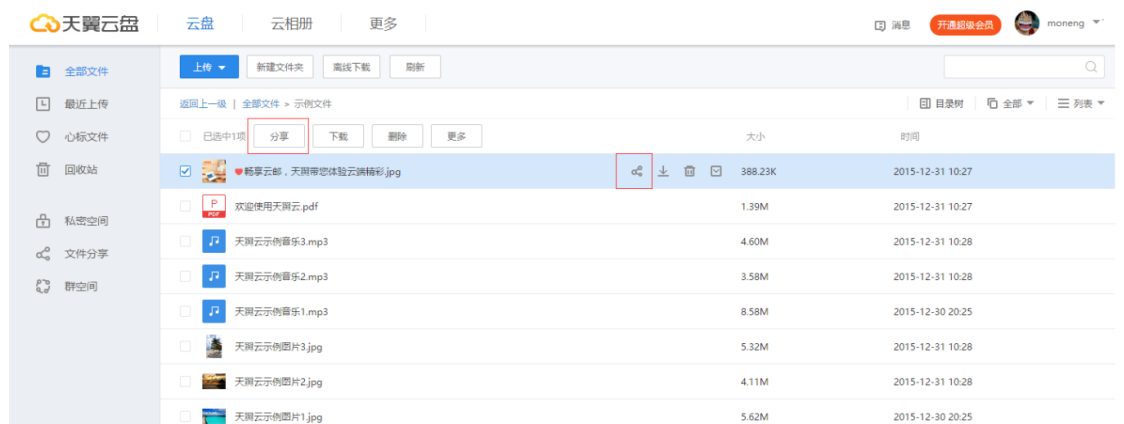 天翼云盘 云盘 云相册 更多 消息 开通超级会员 moneng
全部文件 上传 新建文件夹 离线下载 刷新
最近上传 返回上一级 | 全部文件 > 示例文件 目录树 全部 列表
心标文件 已选中1项 分享 下载 删除 更多 大小 时间
回收站 畅享云邮，天翼带您体验云端精彩.jpg 388.23K 2015-12-31 10:27
私密空间 欢迎使用天翼云.pdf 1.39M 2015-12-31 10:27
文件分享 天翼云示例音乐3.mp3 4.60M 2015-12-31 10:28
群空间 天翼云示例音乐2.mp3 3.58M 2015-12-31 10:28
天翼云示例音乐1.mp3 8.58M 2015-12-30 20:25
天翼云示例图片3.jpg 5.32M 2015-12-31 10:28
天翼云示例图片2.jpg 4.11M 2015-12-31 10:28
天翼云示例图片1.jpg 5.62M 2015-12-30 20:25
P
PDF